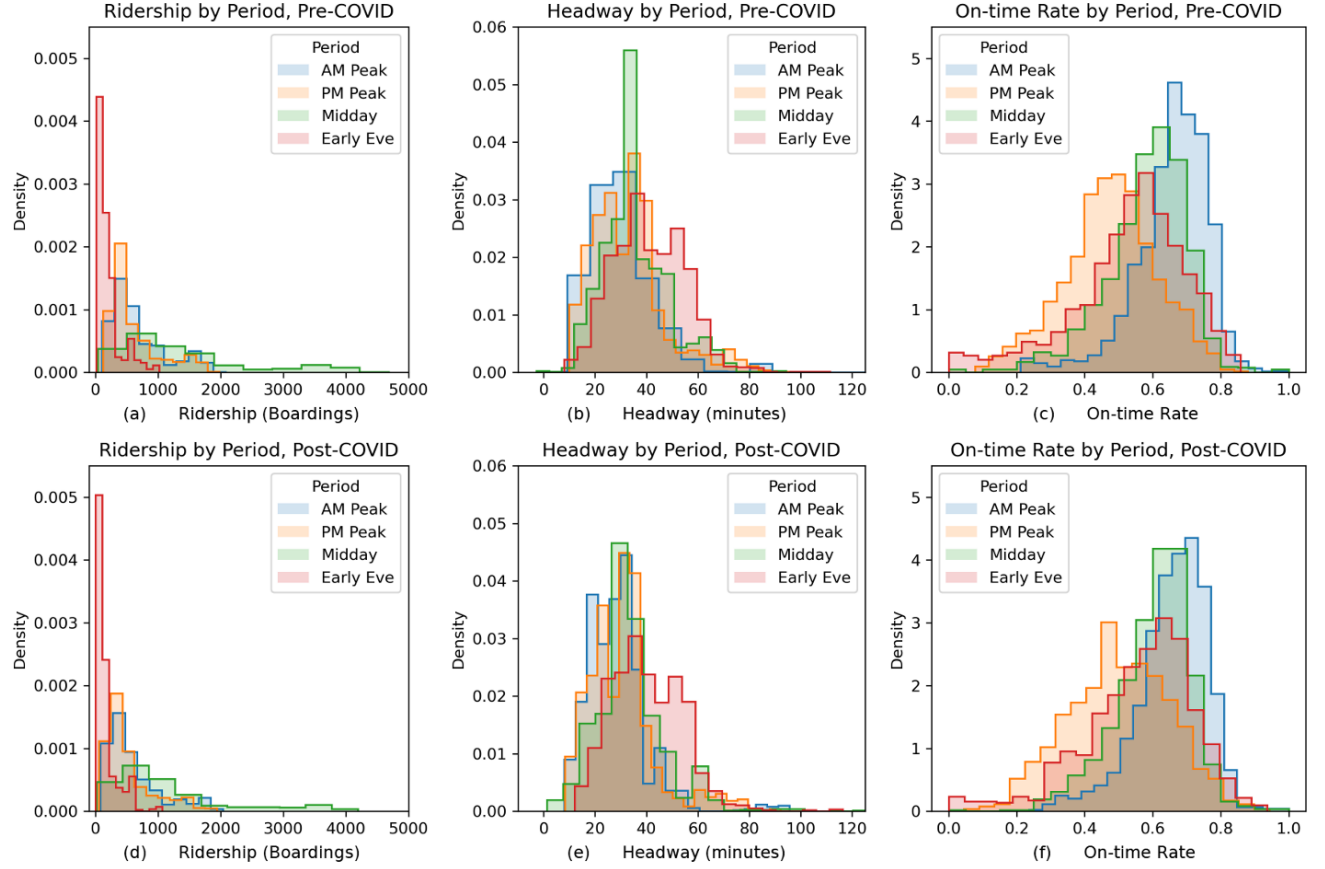 Ridership by Period, Pre-COVID
Density
0.005
0.004
0.003
0.002
0.001
0.000
Period
AM Peak
PM Peak
Midday
Early Eve
0 1000 2000 3000 4000 5000
(a) Ridership (Boardings)
Headway by Period, Pre-COVID
Density
0.06
0.05
0.04
0.03
0.02
0.01
0.00
Period
AM Peak
PM Peak
Midday
Early Eve
0 20 40 60 80 100 120
(b) Headway (minutes)
On-time Rate by Period, Pre-COVID
Density
5
4
3
2
1
0
Period
AM Peak
PM Peak
Midday
Early Eve
0.0 0.2 0.4 0.6 0.8 1.0
(c) On-time Rate
Ridership by Period, Post-COVID
Density
0.005
0.004
0.003
0.002
0.001
0.000
Period
AM Peak
PM Peak
Midday
Early Eve
0 1000 2000 3000 4000 5000
(d) Ridership (Boardings)
Headway by Period, Post-COVID
Density
0.06
0.05
0.04
0.03
0.02
0.01
0.00
Period
AM Peak
PM Peak
Midday
Early Eve
0 20 40 60 80 100 120
(e) Headway (minutes)
On-time Rate by Period, Post-COVID
Density
5
4
3
2
1
0
Period
AM Peak
PM Peak
Midday
Early Eve
0.0 0.2 0.4 0.6 0.8 1.0
(f) On-time Rate